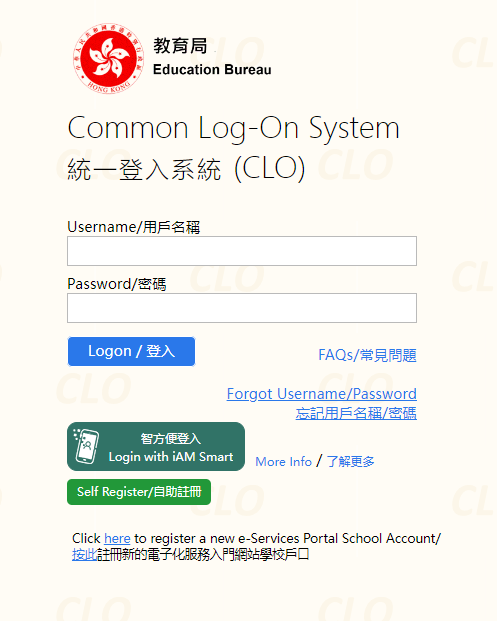 教育局
Education Bureau
Common Log-On System
統一登入系統 (CLO)
Username/用戶名稱
Password/密碼
Logon / 登入
FAQs/常見問題
Forgot Username/Password
忘記用戶名稱/密碼
智方便登入
Login with iAM Smart
More Info / 了解更多
Self Register/自助註冊
Click here to register a new e-Services Portal School Account/
按此註冊新的電子化服務入門網站學校戶口
HONG KONG
CLO